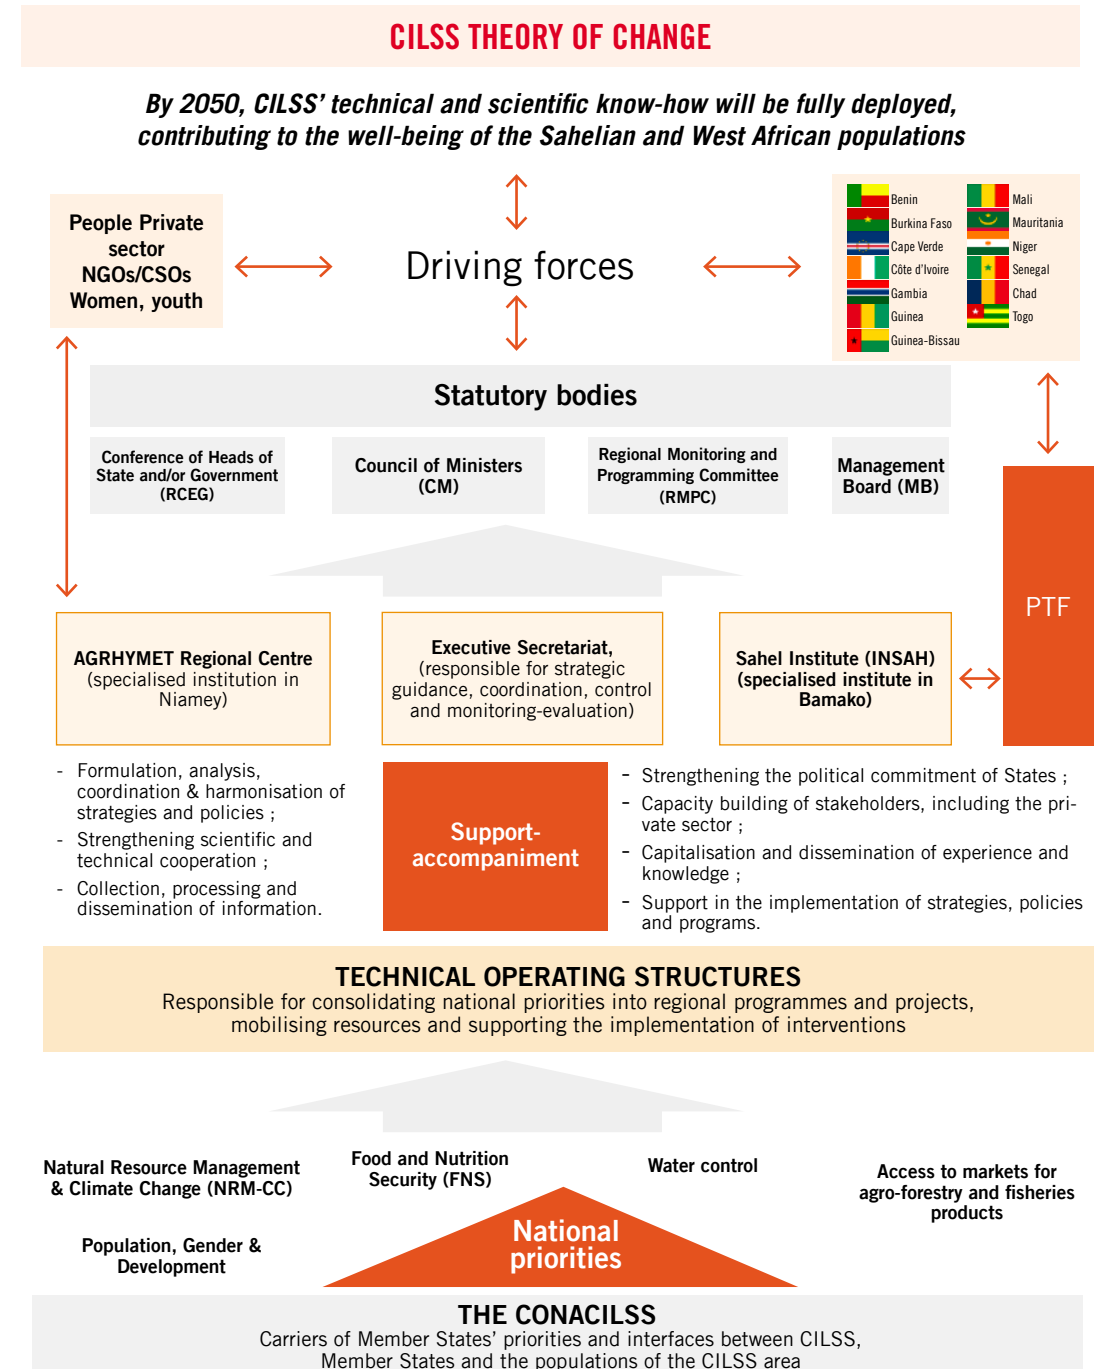 CILSS THEORY OF CHANGE
By 2050, CILSS' technical and scientific know-how will be fully deployed,
contributing to the well-being of the Sahelian and West African populations
People Private
sector
NGOs/CSOs
Women, youth
Driving forces
Benin
Burkina Faso
Cape Verde
Côte d'Ivoire
Gambia
Guinea
Guinea-Bissau
Mali
Mauritania
Niger
Senegal
Chad
Togo
Statutory bodies
Conference of Heads of
State and/or Government
(RCEG)
Council of Ministers
(CM)
Regional Monitoring and
Programming Committee
(RMPC)
Management
Board (MB)
PTF
AGRHYMET Regional Centre
(specialised institution in
Niamey)
Executive Secretariat,
(responsible for strategic
guidance, coordination, control
and monitoring-evaluation)
Sahel Institute (INSAH)
(specialised institute in
Bamako)
- Formulation, analysis,
coordination & harmonisation of
strategies and policies ;
- Strengthening scientific and
technical cooperation ;
- Collection, processing and
dissemination of information.
Support-
accompaniment
- Strengthening the political commitment of States ;
- Capacity building of stakeholders, including the pri-
vate sector ;
- Capitalisation and dissemination of experience and
knowledge ;
- Support in the implementation of strategies, policies
and programs.
TECHNICAL OPERATING STRUCTURES
Responsible for consolidating national priorities into regional programmes and projects,
mobilising resources and supporting the implementation of interventions
Natural Resource Management
& Climate Change (NRM-CC)
Food and Nutrition
Security (FNS)
Water control
Access to markets for
agro-forestry and fisheries
products
Population, Gender &
Development
National
priorities
THE CONACILSS
Carriers of Member States' priorities and interfaces between CILSS,
Member States and the populations of the CILSS area